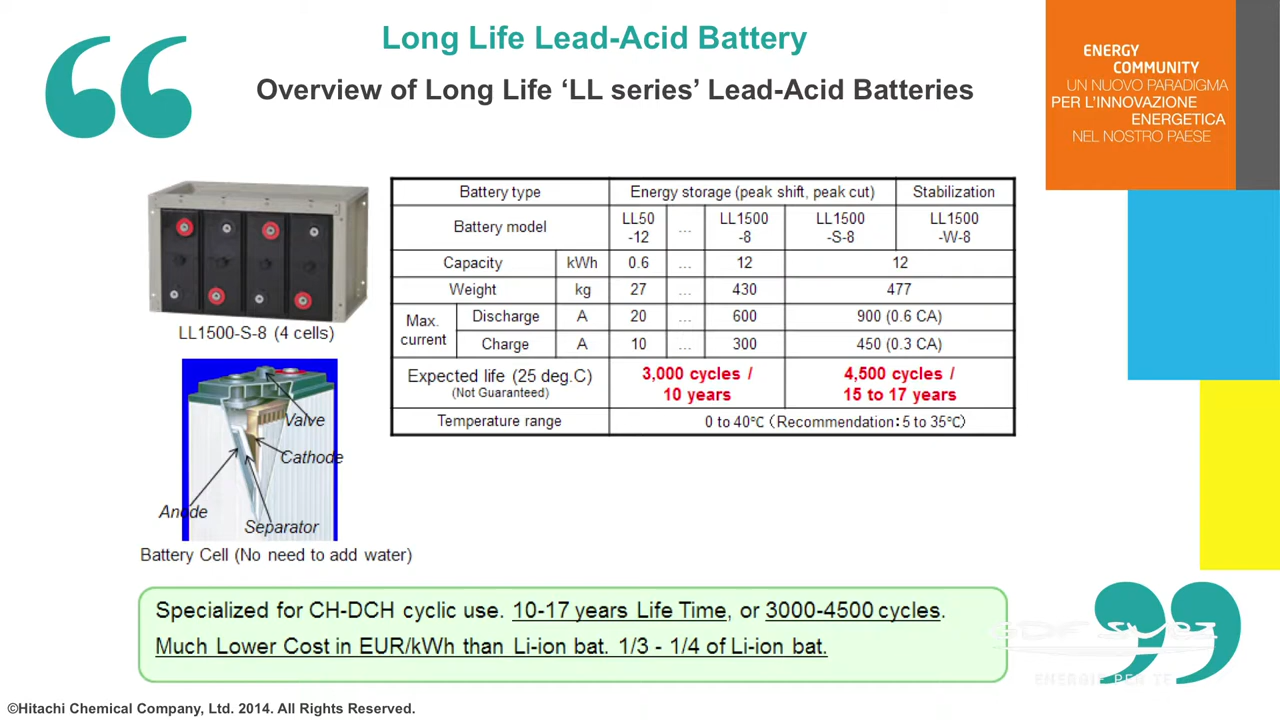 Long Life Lead-Acid Battery
Overview of Long Life ‘LL series’ Lead-Acid Batteries
ENERGY
COMMUNITY
UN NUOVO PARADIGMA
PER L'INNOVAZIONE
ENERGETICA
NEL NOSTRO PAESE
LL1500-S-8 (4 cells)
Valve
Cathode
Anode
Separator
Battery Cell (No need to add water)
Battery type Energy storage (peak shift, peak cut) Stabilization
Battery model LL50 -12 ... LL1500 -8 LL1500 -S-8 LL1500 -W-8
Capacity kWh 0.6 ... 12 12
Weight kg 27 ... 430 477
Max. current Discharge A 20 ... 600 900 (0.6 CA)
Charge A 10 ... 300 450 (0.3 CA)
Expected life (25 deg.C) (Not Guaranteed) 3,000 cycles / 10 years 4,500 cycles / 15 to 17 years
Temperature range 0 to 40℃ (Recommendation: 5 to 35℃)
Specialized for CH-DCH cyclic use. 10-17 years Life Time, or 3000-4500 cycles.
Much Lower Cost in EUR/kWh than Li-ion bat. 1/3 - 1/4 of Li-ion bat.
GDF SUEZ
©Hitachi Chemical Company, Ltd. 2014. All Rights Reserved.